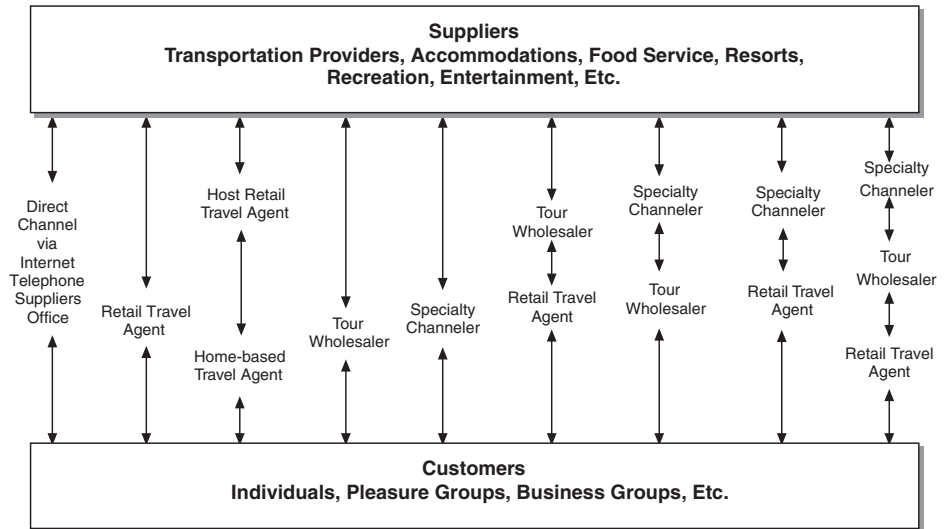 Suppliers
Transportation Providers, Accommodations, Food Service, Resorts,
Recreation, Entertainment, Etc.
Direct
Channel
via
Internet
Telephone
Suppliers
Office
Retail Travel
Agent
Host Retail
Travel Agent
Home-based
Travel Agent
Tour
Wholesaler
Specialty
Channeler
Tour
Wholesaler
Retail Travel
Agent
Specialty
Channeler
Tour
Wholesaler
Specialty
Channeler
Retail Travel
Agent
Specialty
Channeler
Tour
Wholesaler
Retail Travel
Agent
Customers
Individuals, Pleasure Groups, Business Groups, Etc.